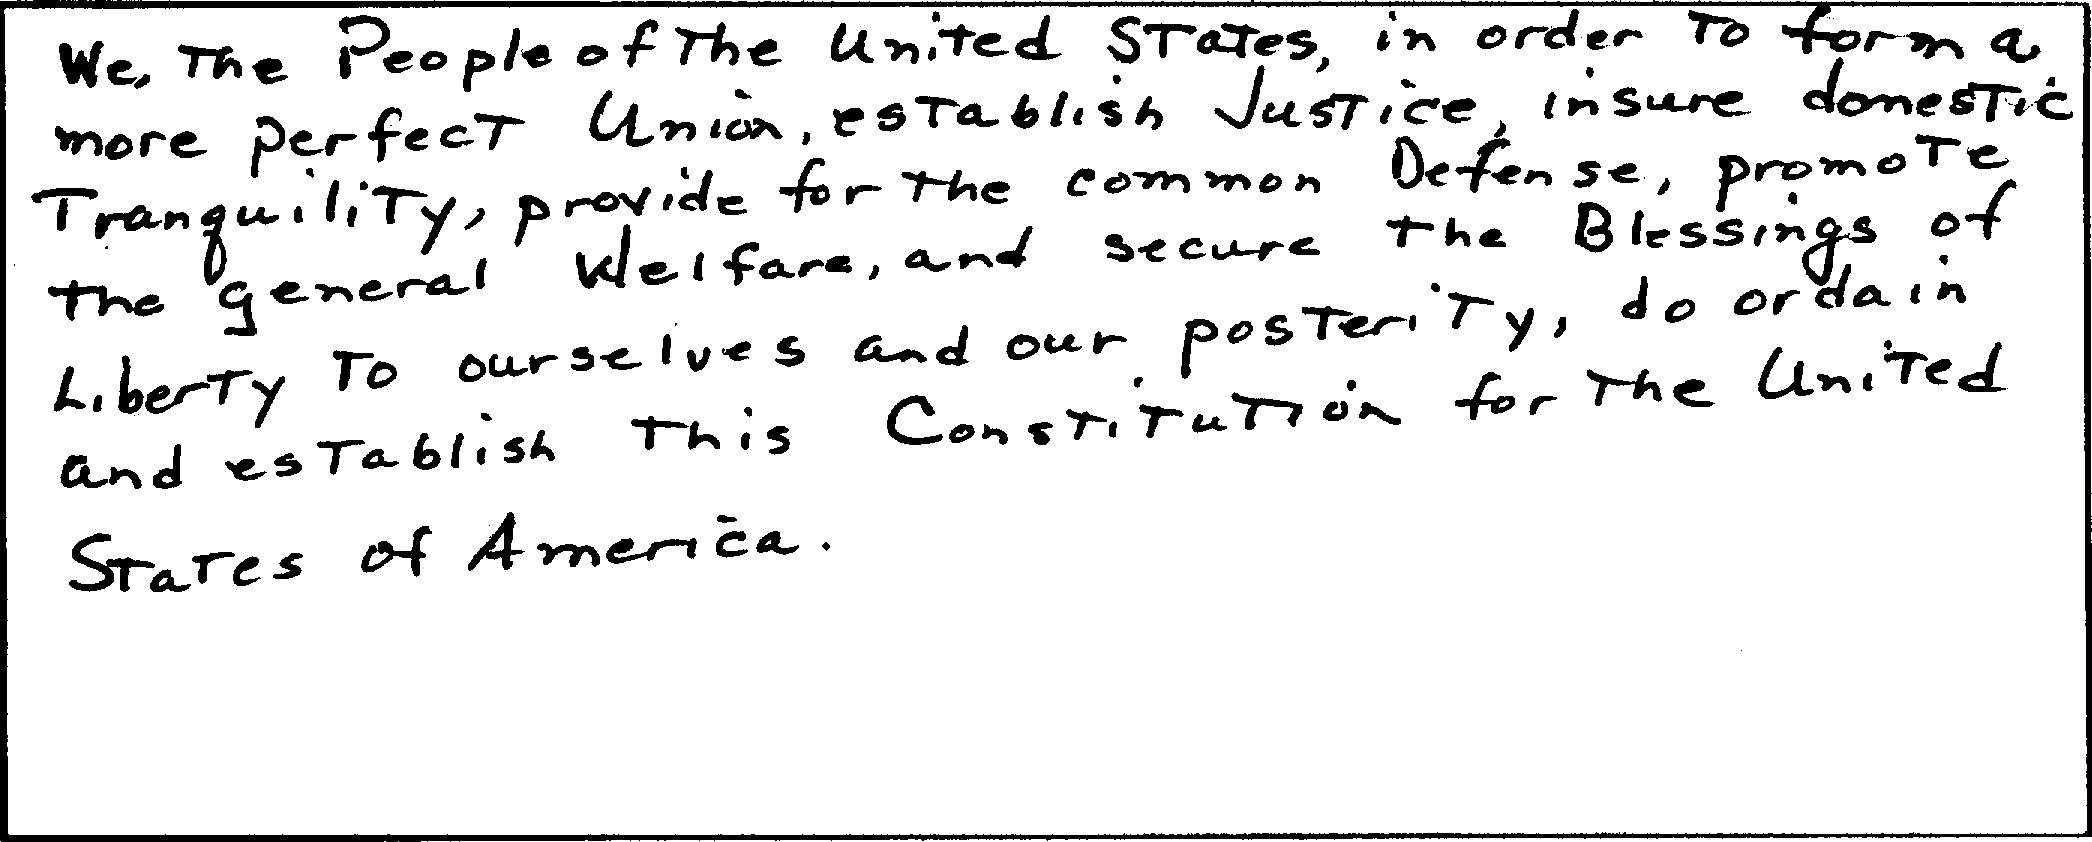 We, the People of the United States, in order to form a
more perfect Union, establish Justice, insure domestic
Tranquility, provide for the common Defense, promote
the general Welfare, and secure the Blessings of
Liberty to ourselves and our posterity, do ordain
and establish this Constitution for the United
States of America.